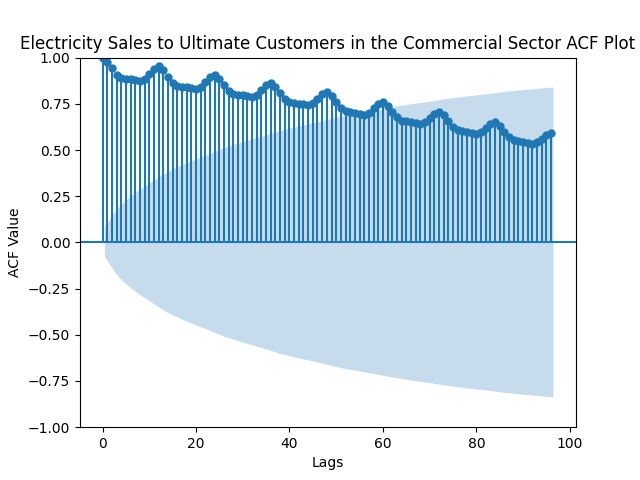 Electricity Sales to Ultimate Customers in the Commercial Sector ACF Plot
1.00
0.75
0.50
0.25
0.00
−0.25
−0.50
−0.75
−1.00
ACF Value
0 20 40 60 80 100
Lags